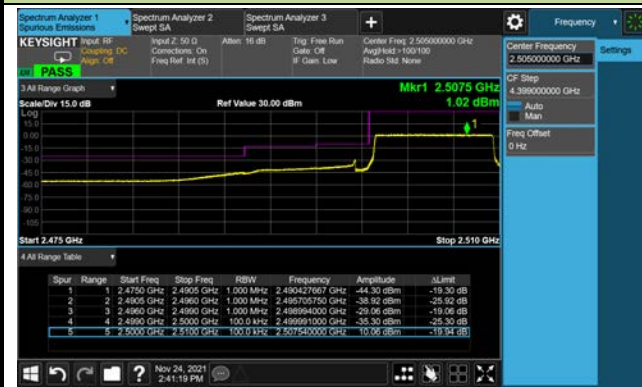 Spectrum Analyzer 1
Spurious Emissions
Spectrum Analyzer 2
Swept SA
Spectrum Analyzer 3
Swept SA
+
Frequency
KEYSIGHT
Input: RF
Coupling: DC
Align: Off
Input Z: 50 Ω
Corrections: On
Freq Ref: Int (S)
Atten: 16 dB
Trig: Free Run
Gate: Off
IF Gain: Low
Center Freq: 2.505000000 GHz
Avg|Hold:>100/100
Radio Std: None
PASS
3 All Range Graph
Mkr1 2.5075 GHz
Scale/Div 15.0 dB
Ref Value 30.00 dBm
1.02 dBm
Log
15.0
0.00
-15.0
-30.0
-45.0
-60.0
-75.0
-90.0
-105
1
Start 2.475 GHz
Stop 2.510 GHz
4 All Range Table
Spur Range Start Freq Stop Freq RBW Frequency Amplitude ΔLimit
1 1 2.4750 GHz 2.4905 GHz 1.000 MHz 2.490427667 GHz -44.30 dBm -19.30 dB
2 2 2.4905 GHz 2.4960 GHz 1.000 MHz 2.495705750 GHz -38.92 dBm -25.92 dB
3 3 2.4960 GHz 2.4990 GHz 1.000 MHz 2.498994000 GHz -29.06 dBm -19.06 dB
4 4 2.4990 GHz 2.5000 GHz 100.0 kHz 2.499991000 GHz -35.30 dBm -25.30 dB
5 5 2.5000 GHz 2.5100 GHz 100.0 kHz 2.507540000 GHz 10.06 dBm -19.94 dB
Center Frequency
2.505000000 GHz
Settings
CF Step
4.399000000 GHz
Auto
Man
Freq Offset
0 Hz
?
Nov 24, 2021
2:41:19 PM